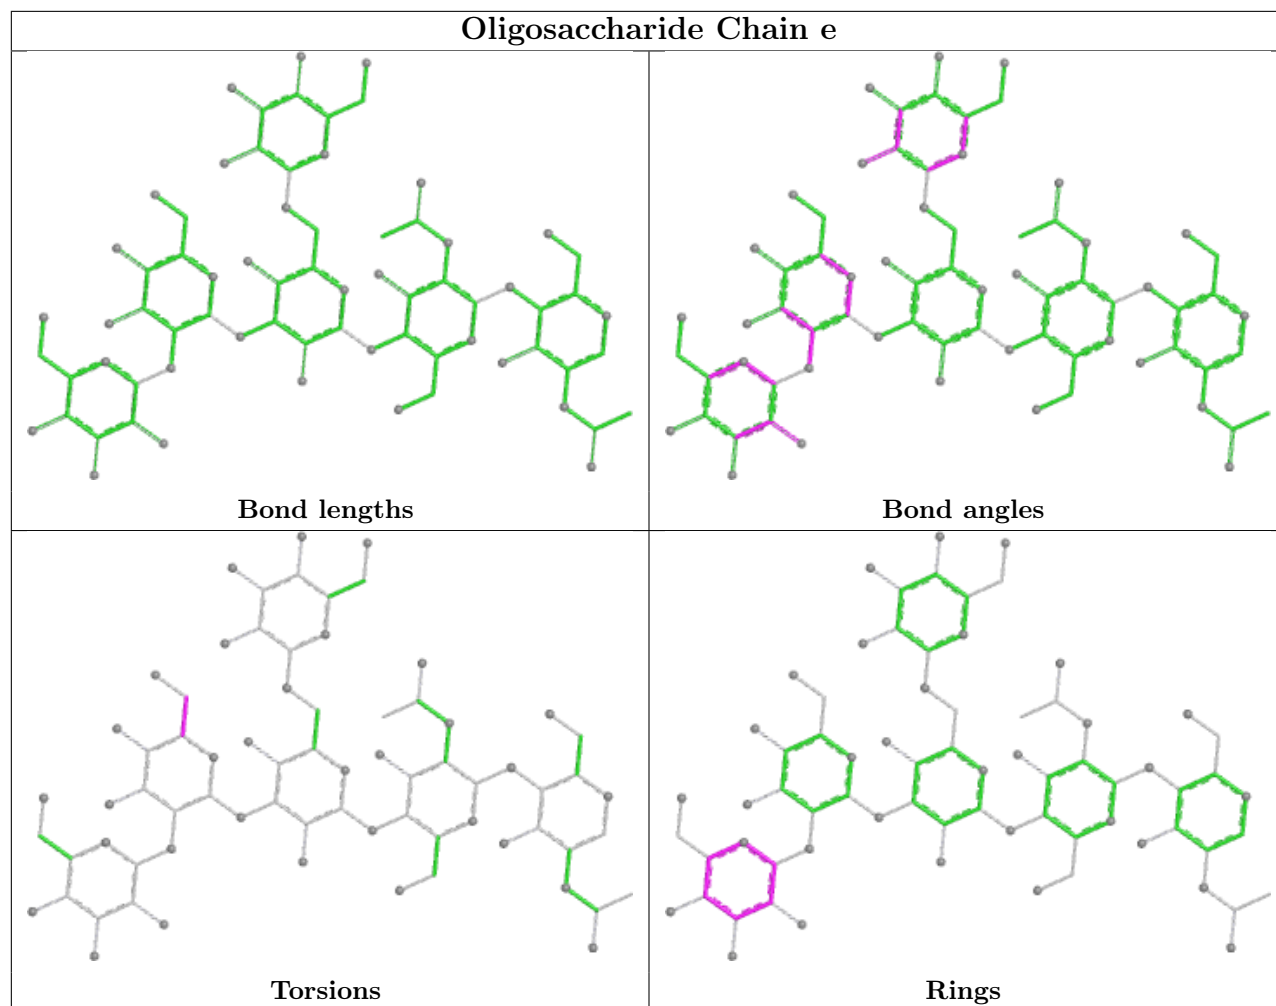 Oligosaccharide Chain e
Bond lengths
Bond angles
Torsions
Rings